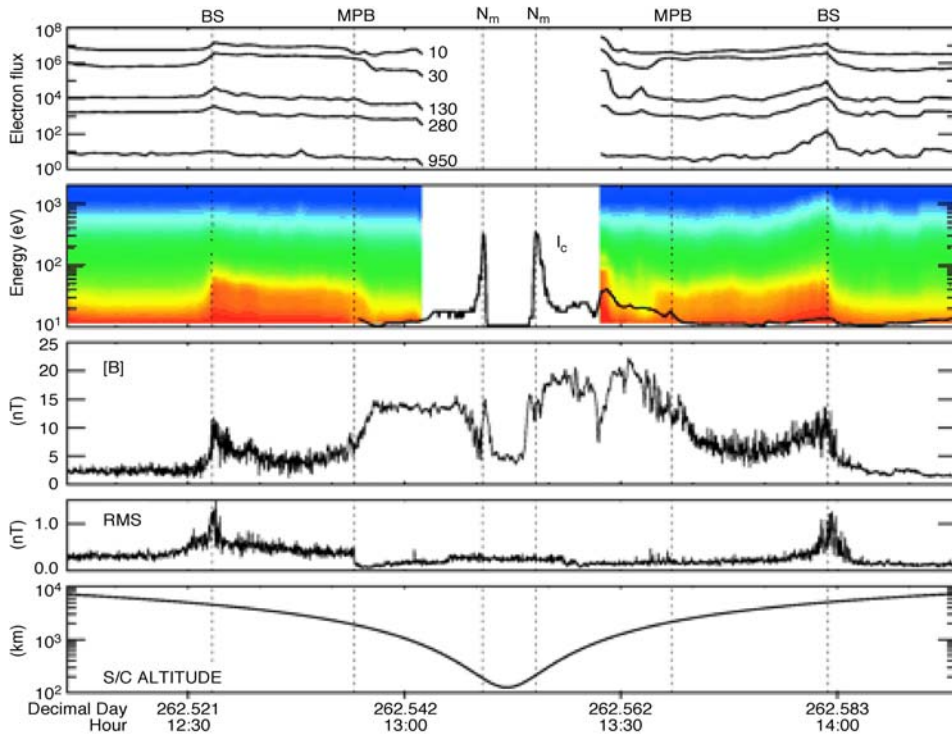 BS MPB Nm Nm MPB BS
10⁸
10⁶
10⁴
10²
10⁰
Electron flux
10
30
130
280
950
10³
10²
10¹
Energy (eV)
Ic
25
20
15
10
5
0
(nT)
[B]
1.0
0.0
(nT)
RMS
10⁴
10³
10²
(km)
S/C ALTITUDE
Decimal Day 262.521 262.542 262.562 262.583
Hour 12:30 13:00 13:30 14:00